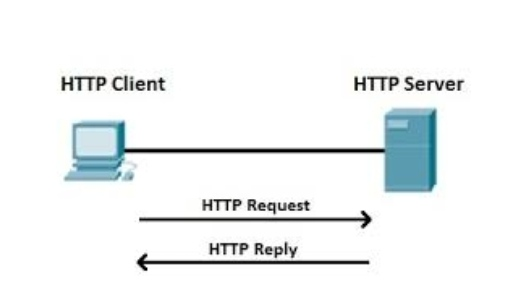 HTTP Client
HTTP Server
HTTP Request
HTTP Reply